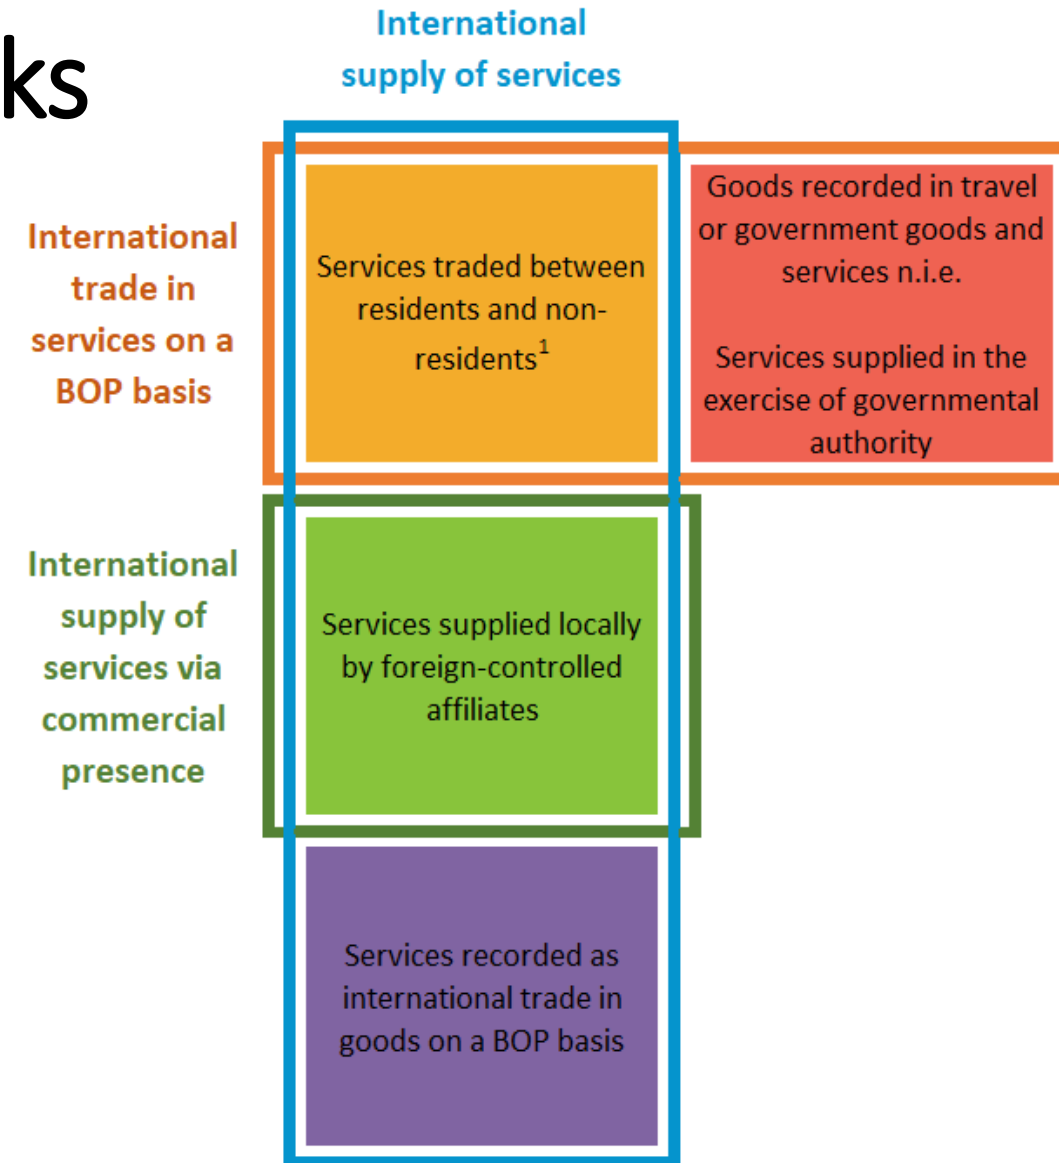 ks
International
supply of services
International
trade in
services on a
BOP basis
Services traded between
residents and non-
residents¹
Goods recorded in travel
or government goods and
services n.i.e.
Services supplied in the
exercise of governmental
authority
International
supply of
services via
commercial
presence
Services supplied locally
by foreign-controlled
affiliates
Services recorded as
international trade in
goods on a BOP basis